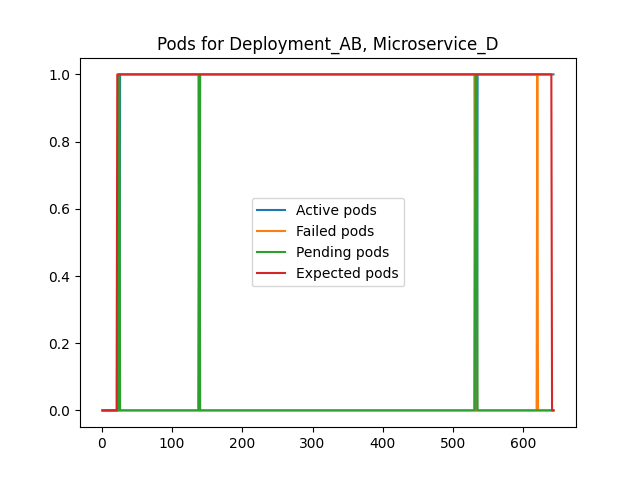 Pods for Deployment_AB, Microservice_D
1.0
0.8
0.6
0.4
0.2
0.0
Active pods
Failed pods
Pending pods
Expected pods
0 100 200 300 400 500 600